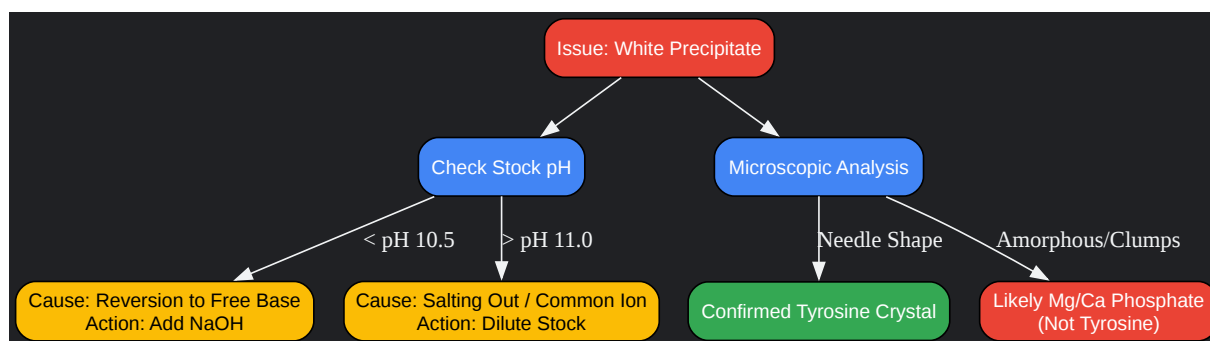 Issue: White Precipitate
Check Stock pH
Microscopic Analysis
< pH 10.5
> pH 11.0
Needle Shape
Amorphous/Clumps
Cause: Reversion to Free Base
Action: Add NaOH
Cause: Salting Out / Common Ion
Action: Dilute Stock
Confirmed Tyrosine Crystal
Likely Mg/Ca Phosphate
(Not Tyrosine)